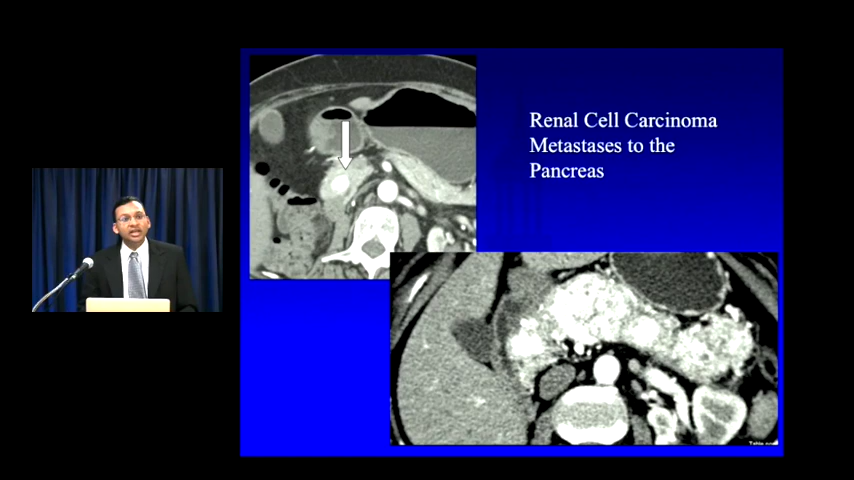 Renal Cell Carcinoma
Metastases to the
Pancreas